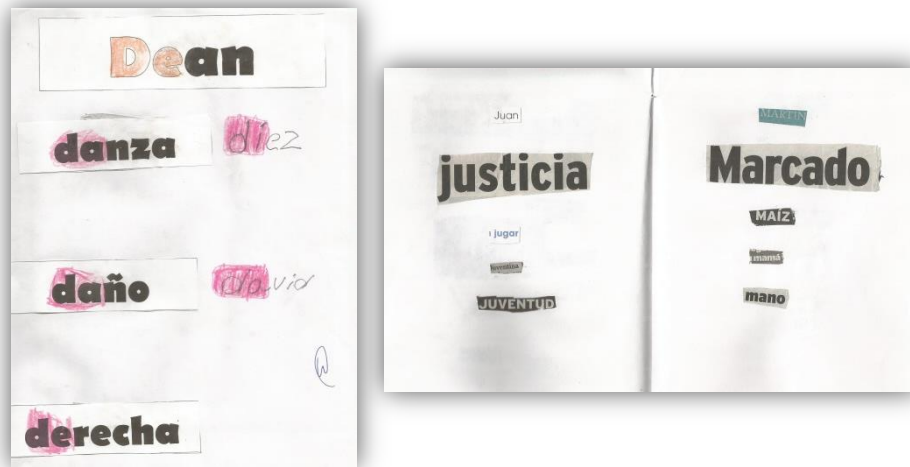 Dean
danza diez
daño David
derecha
Juan
justicia
jugar
JUVENTUD
MARTIN
Marcado
MAÍZ
mamá
mano